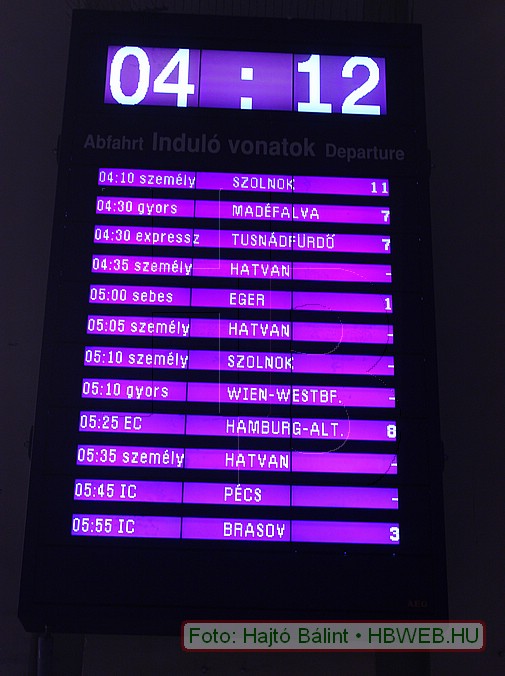 04:12
Abfahrt Induló vonatok Departure
04:10 személy SZOLNOK 11
04:30 gyors MADÉFALVA 7
04:30 expressz TUSNÁDFÜRDŐ 7
04:35 személy HATVAN -
05:00 sebes EGER 1
05:05 személy HATVAN -
05:10 személy SZOLNOK -
05:10 gyors WIEN-WESTBF. -
05:25 EC HAMBURG-ALT. 8
05:35 személy HATVAN -
05:45 IC PÉCS -
05:55 IC BRASOV 3
Foto: Hajtó Bálint • HBWEB.HU